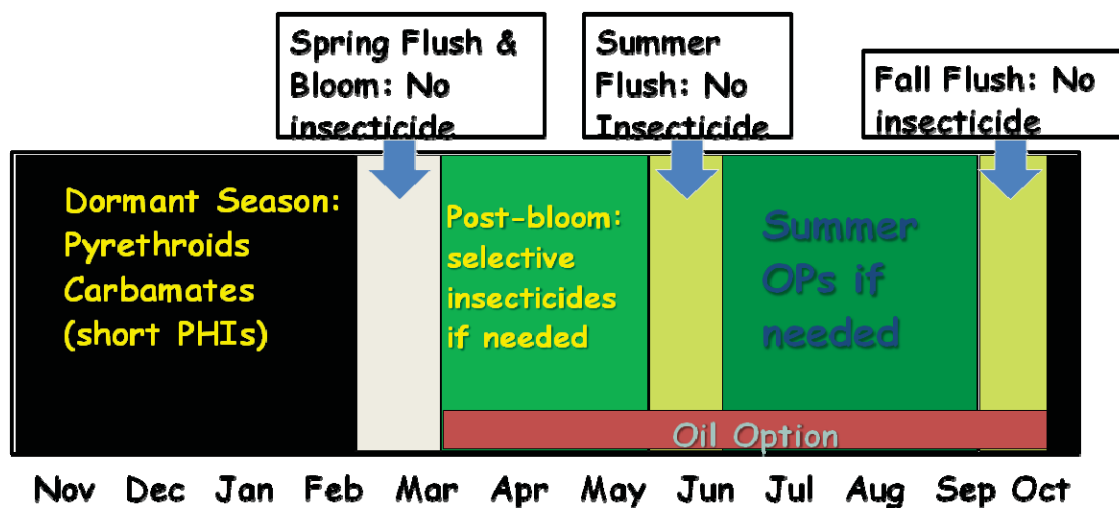 Spring Flush &
Bloom: No
insecticide
Summer
Flush: No
Insecticide
Fall Flush: No
insecticide
Dormant Season:
Pyrethroids
Carbamates
(short PHIs)
Post-bloom:
selective
insecticides
if needed
Summer
OPs if
needed
Oil Option
Nov Dec Jan Feb Mar Apr May Jun Jul Aug Sep Oct